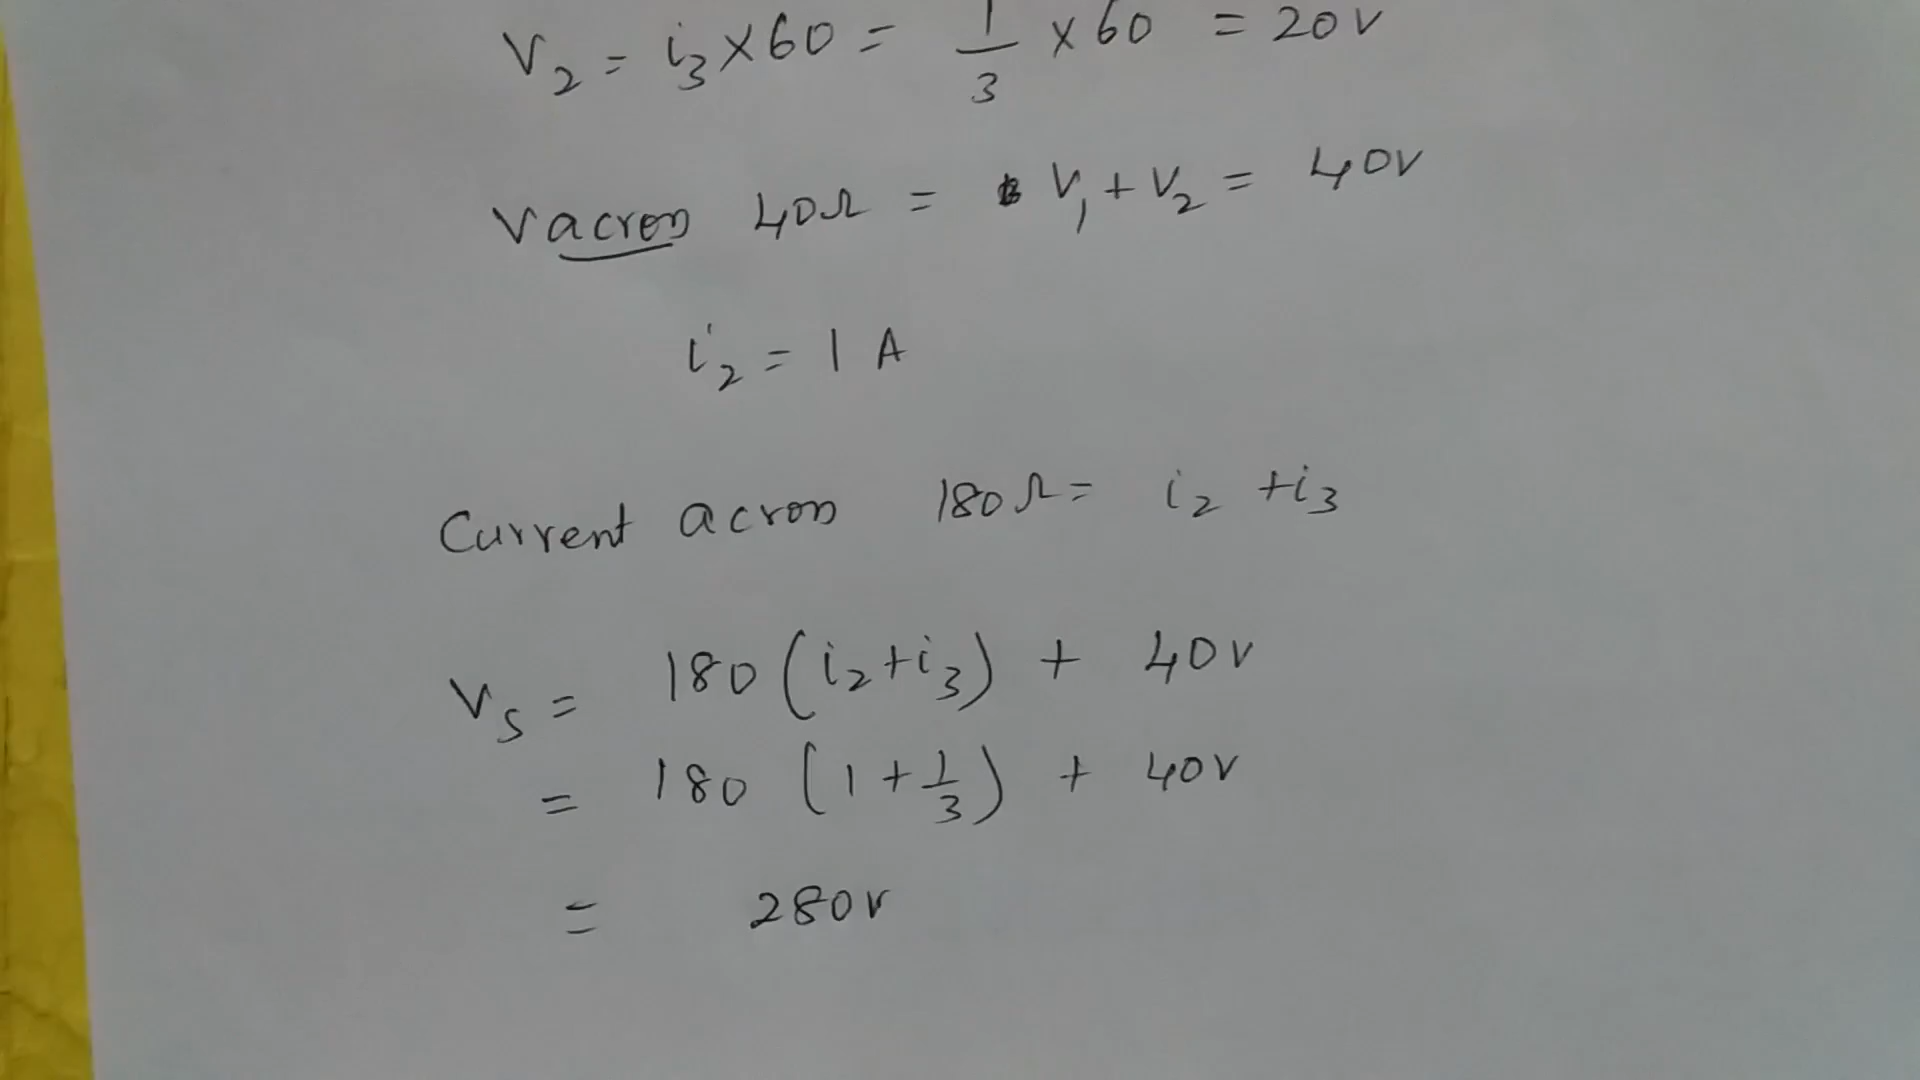 V₂ = i₃ × 60 = 1/3 × 60 = 20 V
V across 40Ω = V₁ + V₂ = 40V
i₂ = 1 A
Current across 180Ω = i₂ + i₃
Vs = 180 (i₂ + i₃) + 40V
= 180 (1 + 1/3) + 40V
= 280V